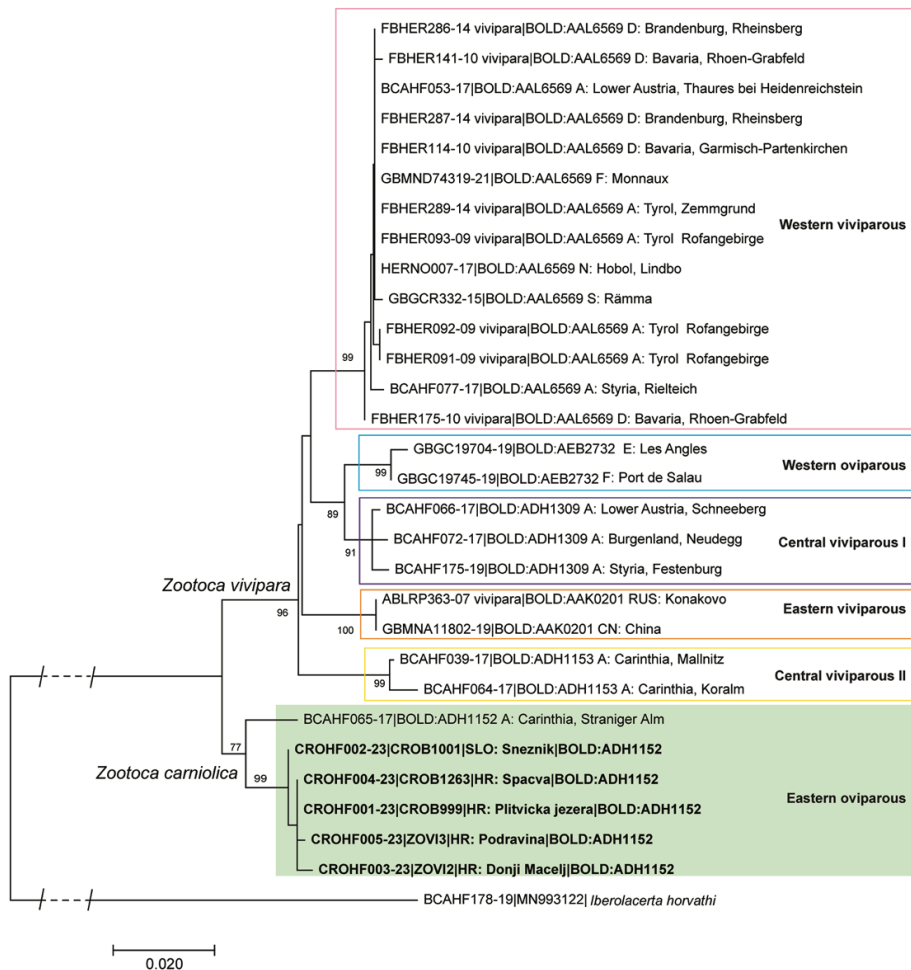 FBHER286-14 vivipara|BOLD:AAL6569 D: Brandenburg, Rheinsberg
FBHER141-10 vivipara|BOLD:AAL6569 D: Bavaria, Rhoen-Grabfeld
BCAHF053-17|BOLD:AAL6569 A: Lower Austria, Thaures bei Heidenreichstein
FBHER287-14 vivipara|BOLD:AAL6569 D: Brandenburg, Rheinsberg
FBHER114-10 vivipara|BOLD:AAL6569 D: Bavaria, Garmisch-Partenkirchen
GBMND74319-21|BOLD:AAL6569 F: Monnaux
FBHER289-14 vivipara|BOLD:AAL6569 A: Tyrol, Zemmgrund
Western viviparous
FBHER093-09 vivipara|BOLD:AAL6569 A: Tyrol Rofangebirge
HERNO007-17|BOLD:AAL6569 N: Hobol, Lindbo
GBGCR332-15|BOLD:AAL6569 S: Rämma
FBHER092-09 vivipara|BOLD:AAL6569 A: Tyrol Rofangebirge
99
FBHER091-09 vivipara|BOLD:AAL6569 A: Tyrol Rofangebirge
BCAHF077-17|BOLD:AAL6569 A: Styria, Rielteich
FBHER175-10 vivipara|BOLD:AAL6569 D: Bavaria, Rhoen-Grabfeld
GBGC19704-19|BOLD:AEB2732 E: Les Angles
99
Western oviparous
GBGC19745-19|BOLD:AEB2732 F: Port de Salau
89
BCAHF066-17|BOLD:ADH1309 A: Lower Austria, Schneeberg
BCAHF072-17|BOLD:ADH1309 A: Burgenland, Neudegg
Central viviparous I
91
BCAHF175-19|BOLD:ADH1309 A: Styria, Festenburg
Zootoca vivipara
96
ABLRP363-07 vivipara|BOLD:AAK0201 RUS: Konakovo
Eastern viviparous
100
GBMNA11802-19|BOLD:AAK0201 CN: China
BCAHF039-17|BOLD:ADH1153 A: Carinthia, Mallnitz
99
Central viviparous II
BCAHF064-17|BOLD:ADH1153 A: Carinthia, Koralm
BCAHF065-17|BOLD:ADH1152 A: Carinthia, Straniger Alm
77
CROHF002-23|CROB1001|SLO: Sneznik|BOLD:ADH1152
Zootoca carniolica
99
CROHF004-23|CROB1263|HR: Spacva|BOLD:ADH1152
Eastern oviparous
CROHF001-23|CROB999|HR: Plitvicka jezera|BOLD:ADH1152
CROHF005-23|ZOVI3|HR: Podravina|BOLD:ADH1152
CROHF003-23|ZOVI2|HR: Donji Macelj|BOLD:ADH1152
BCAHF178-19|MN993122| Iberolacerta horvathi
0.020